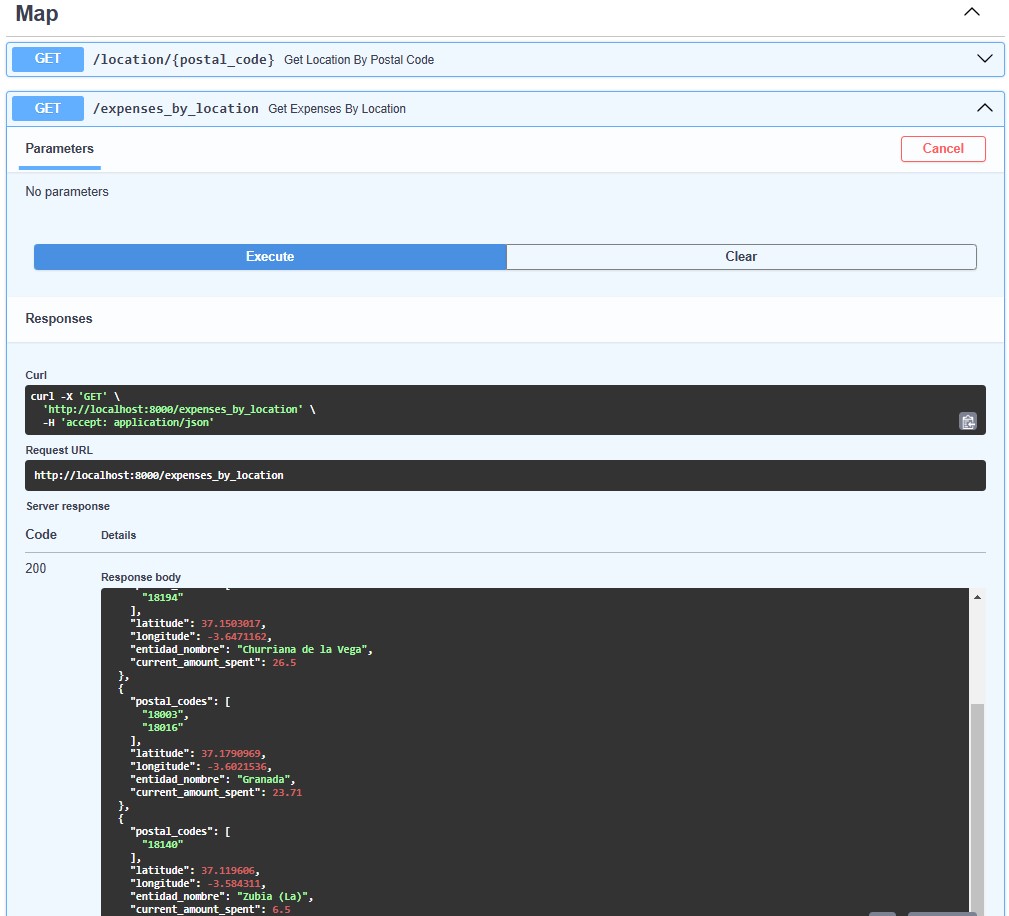 Map
GET /location/{postal_code} Get Location By Postal Code
GET /expenses_by_location Get Expenses By Location
Parameters
Cancel
No parameters
Execute
Clear
Responses
Curl
curl -X 'GET' \
'http://localhost:8000/expenses_by_location' \
-H 'accept: application/json'
Request URL
http://localhost:8000/expenses_by_location
Server response
Code Details
200
Response body
"18194"
],
"latitude": 37.1503017,
"longitude": -3.6471162,
"entidad_nombre": "Churriana de la Vega",
"current_amount_spent": 26.5
},
{
"postal_codes": [
"18003",
"18016"
],
"latitude": 37.1790969,
"longitude": -3.6021536,
"entidad_nombre": "Granada",
"current_amount_spent": 23.71
},
{
"postal_codes": [
"18140"
],
"latitude": 37.119606,
"longitude": -3.584311,
"entidad_nombre": "Zubia (La)",
"current_amount_spent": 6.5